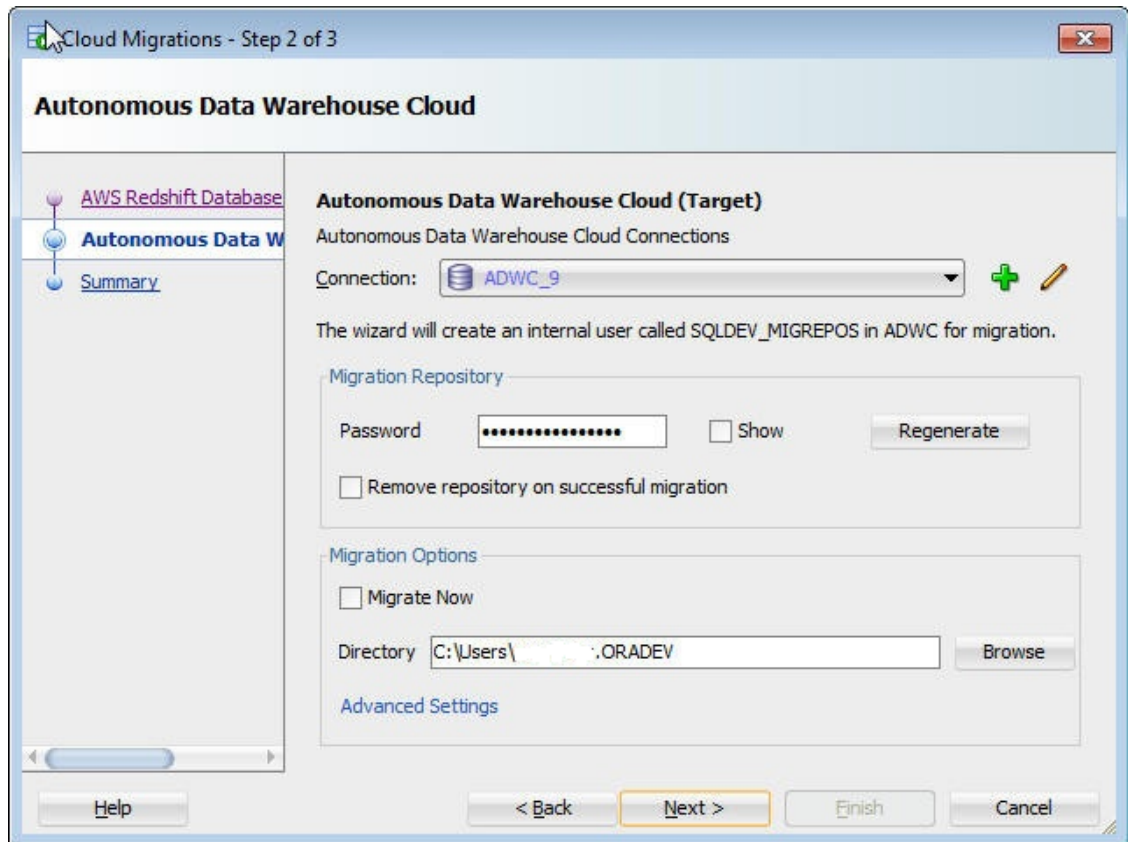 Cloud Migrations - Step 2 of 3
Autonomous Data Warehouse Cloud
AWS Redshift Database
Autonomous Data W
Summary
Autonomous Data Warehouse Cloud (Target)
Autonomous Data Warehouse Cloud Connections
Connection: ADWC_9
The wizard will create an internal user called SQLDEV_MIGREPOS in ADWC for migration.
Migration Repository
Password •••••••••••••••• Show Regenerate
Remove repository on successful migration
Migration Options
Migrate Now
Directory C:\Users\ .ORADEV Browse
Advanced Settings
Help < Back Next > Finish Cancel